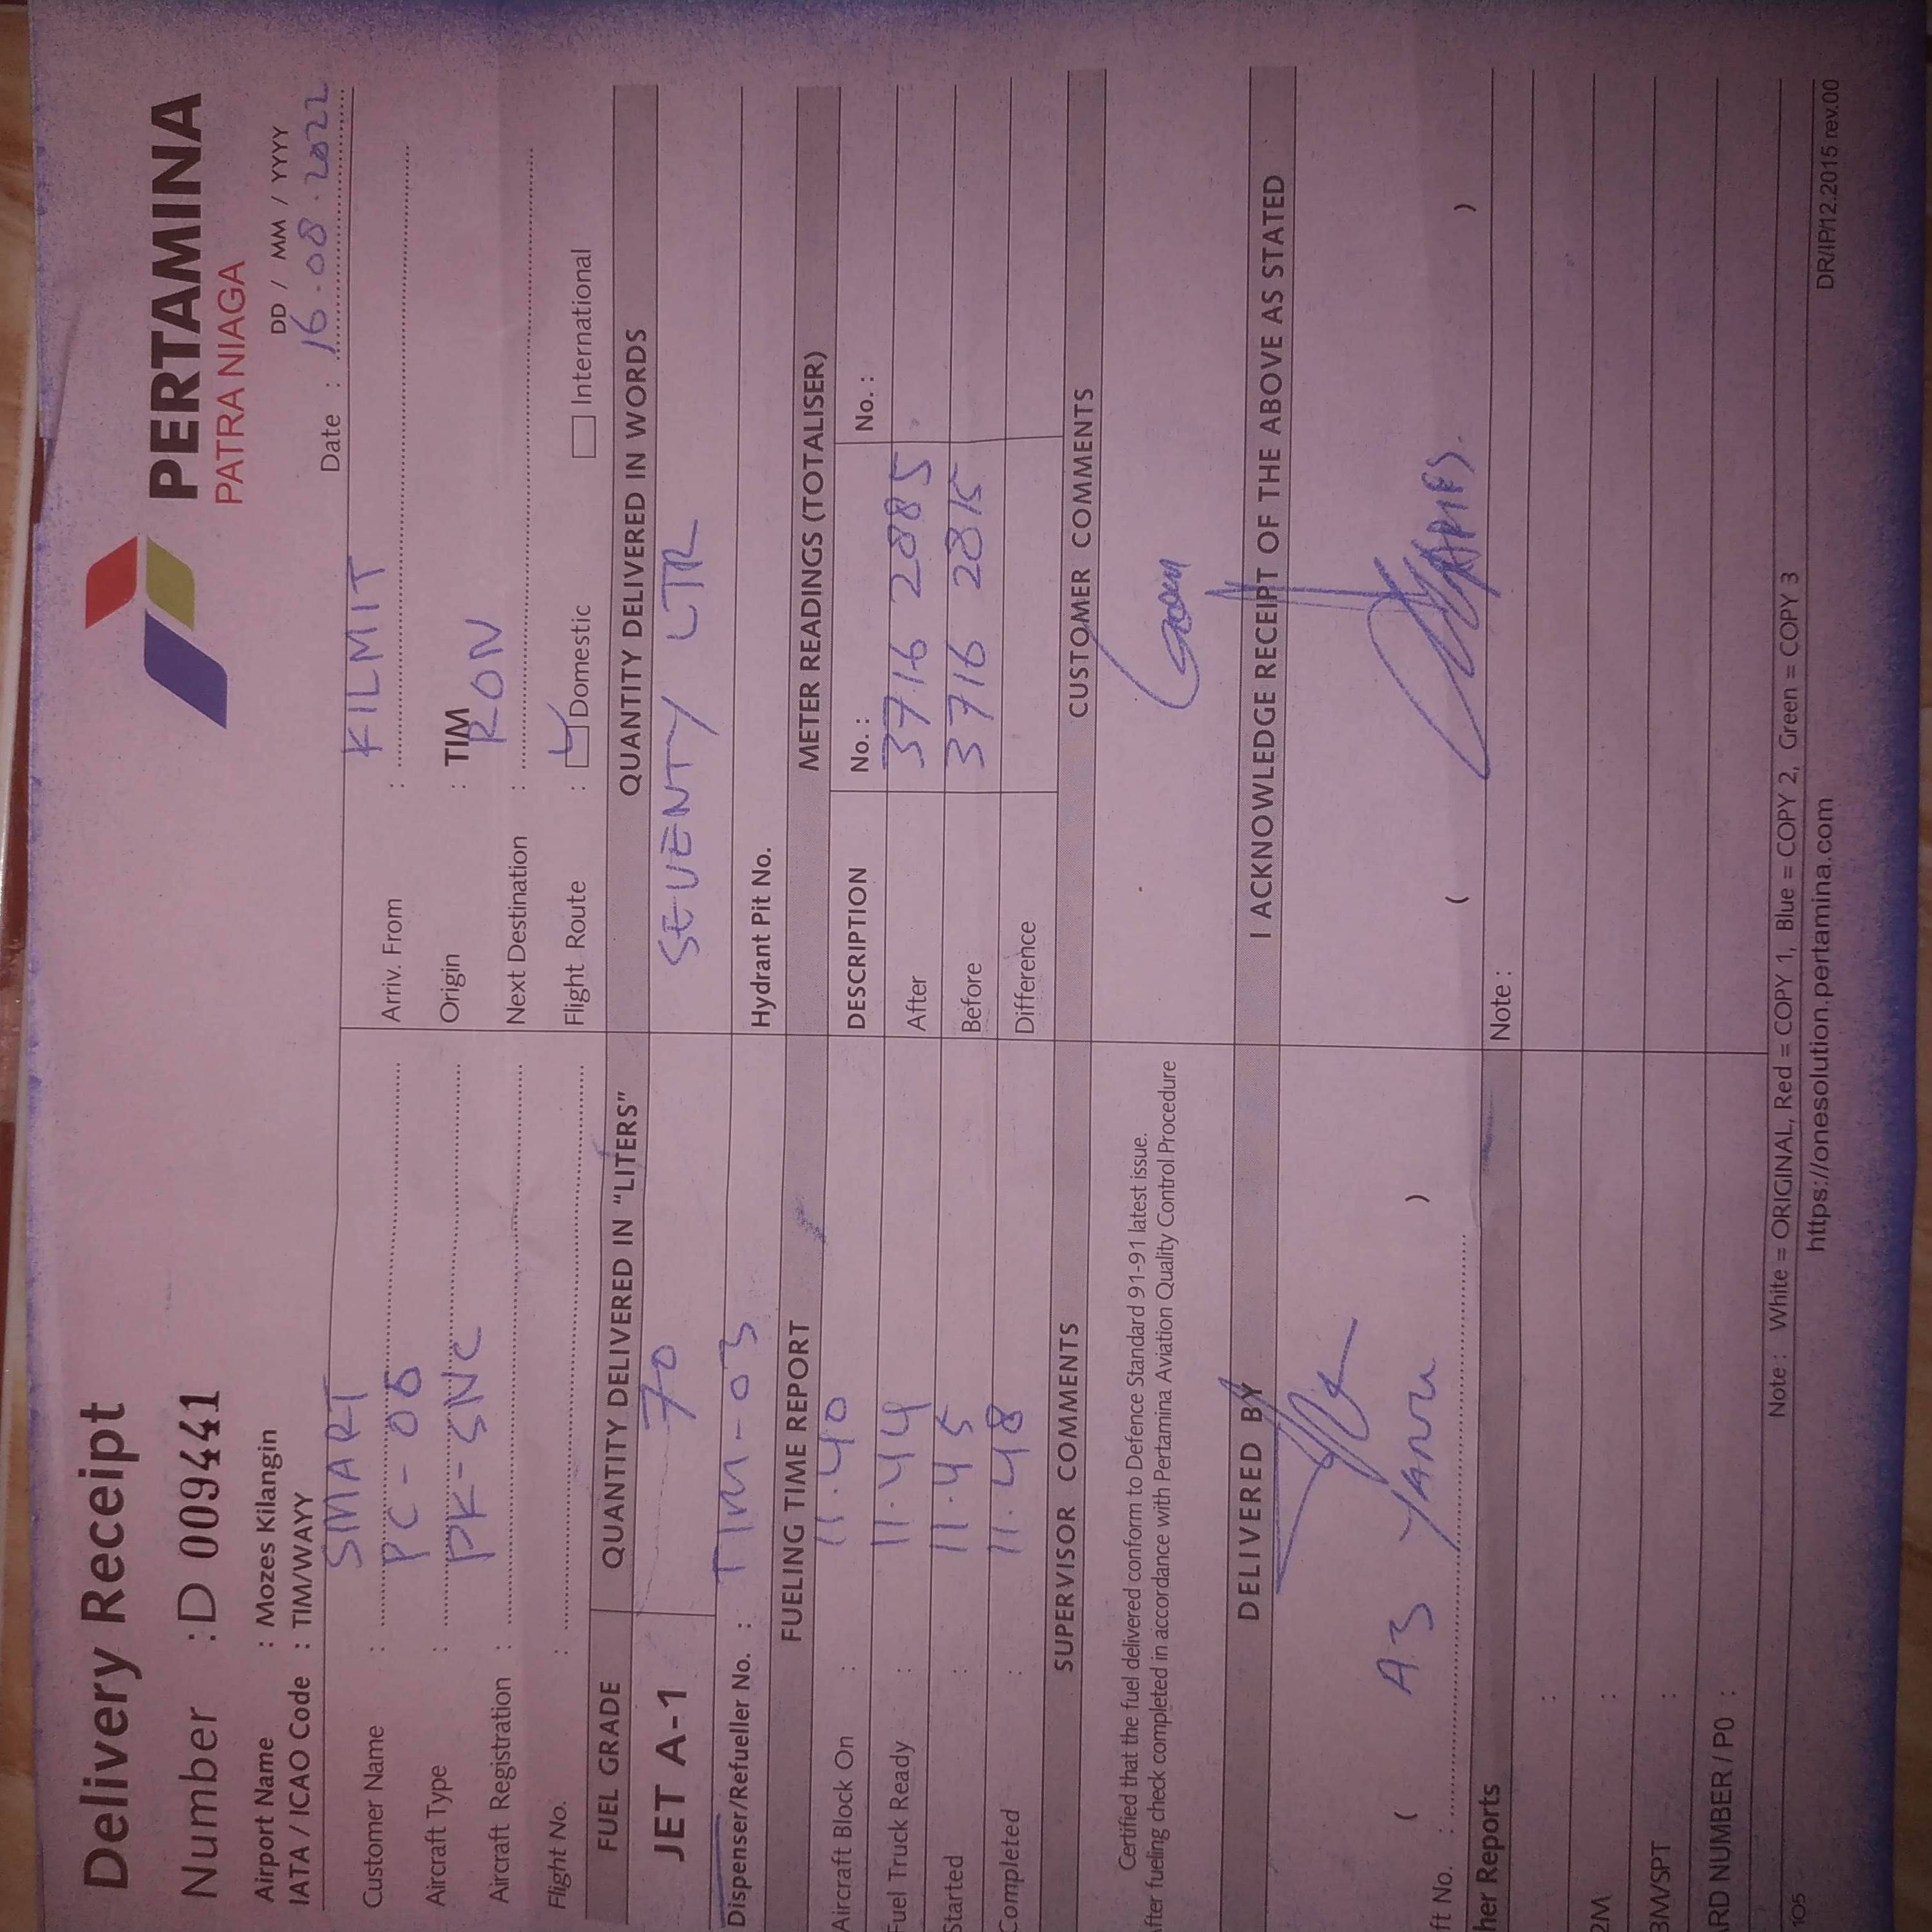 Delivery Receipt
PERTAMINA
PATRA NIAGA
Number : D 009441
Airport Name : Mozes Kilangin
IATA / ICAO Code : TIM/WAYY
DD / MM / YYYY
Date : 16.08.2022
Customer Name : SMART
Arriv. From : KILMIT
Aircraft Type : PC-06
Origin : TIM
Aircraft Registration : PK-SNC
Next Destination : RON
Flight No. :
Flight Route : Domestic International
FUEL GRADE QUANTITY DELIVERED IN "LITERS" QUANTITY DELIVERED IN WORDS
JET A-1 70 SEVENTY LTR
Dispenser/Refueller No. : TIM-03 Hydrant Pit No.
FUELING TIME REPORT METER READINGS (TOTALISER)
Aircraft Block On : 11.40 DESCRIPTION No. : No. :
Fuel Truck Ready : 11.44 After 3716 2885
Started : 11.45 Before 3716 2815
Completed : 11.48 Difference
SUPERVISOR COMMENTS CUSTOMER COMMENTS
Certified that the fuel delivered conform to Defence Standard 91-91 latest issue.
After fueling check completed in accordance with Pertamina Aviation Quality Control Procedure
DELIVERED BY I ACKNOWLEDGE RECEIPT OF THE ABOVE AS STATED
( )
( )
ft No. :
her Reports Note :
:
2M :
BM/SPT :
ARD NUMBER / PO :
Note : White = ORIGINAL, Red = COPY 1, Blue = COPY 2, Green = COPY 3
https://onesolution.pertamina.com
DR/IP/12.2015 rev.00